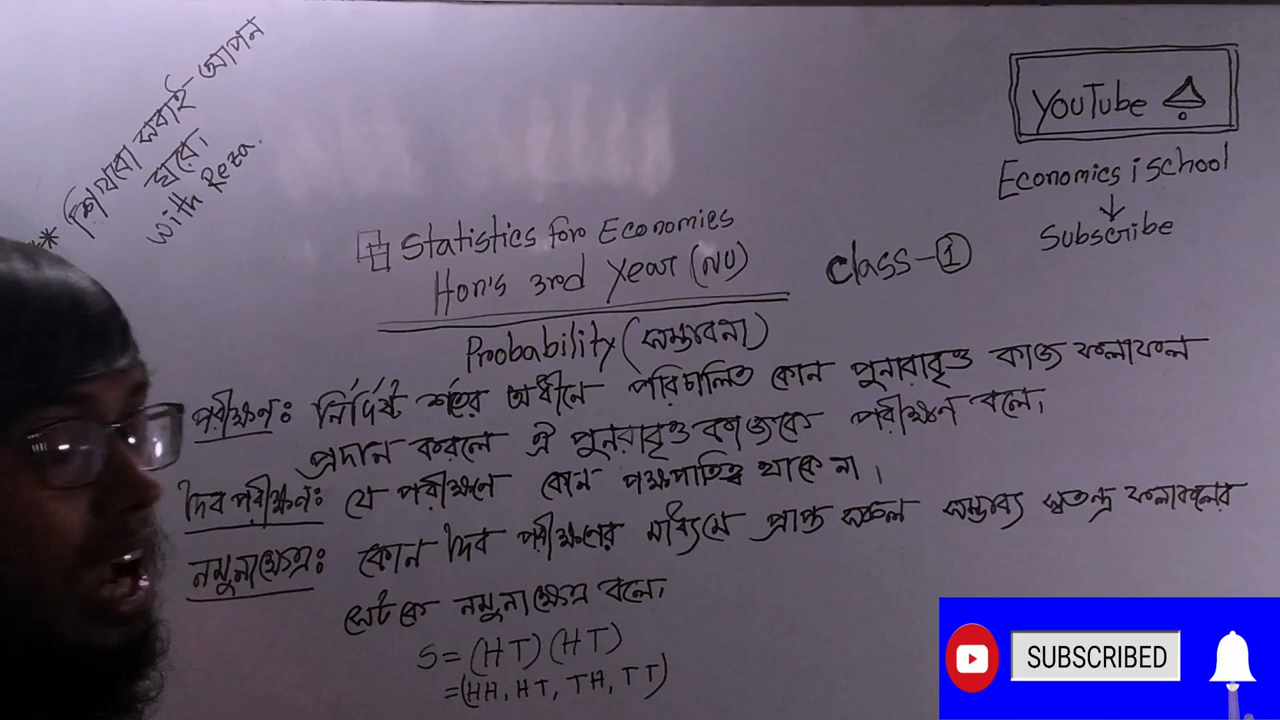 ** শিখবো সবাই আপন
ঘরে।
With Reza.
YouTube
Economics i School
Subscribe
Statistics for Economies
Hon's 3rd Year (NU)
Class-1
Probability (সম্ভাবনা)
পরীক্ষণঃ নির্দিষ্ট শর্তের অধীনে পরিচালিত কোন পুনরাবৃত্ত কাজ ফলাফল
প্রদান করলে ঐ পুনরাবৃত্ত কাজকে পরীক্ষণ বলে।
দৈব পরীক্ষণঃ যে পরীক্ষণে কোন পক্ষপাতিত্ব থাকে না।
নমুনাক্ষেত্রঃ কোন দৈব পরীক্ষণের মাধ্যমে প্রাপ্ত সকল সম্ভাব্য স্বতন্ত্র ফলাফলের
সেটকে নমুনাক্ষেত্র বলে।
S = (HT) (HT)
= (HH, HT, TH, TT)
SUBSCRIBED